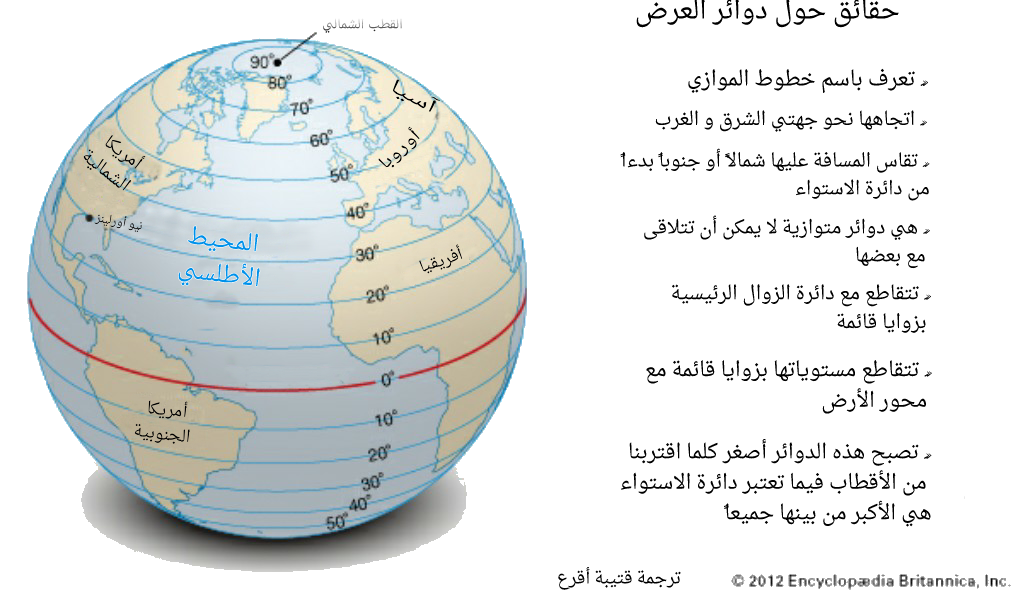 حقائق حول دوائر العرض
تعرف باسم خطوط الموازي
اتجاهها نحو جهتي الشرق و الغرب
تقاس المسافة عليها شمالاً أو جنوباً بدءاً
من دائرة الاستواء
هي دوائر متوازية لا يمكن أن تتلاقى
مع بعضها
تتقاطع مع دائرة الزوال الرئيسية
بزوايا قائمة
تتقاطع مستوياتها بزوايا قائمة مع
محور الأرض
تصبح هذه الدوائر أصغر كلما اقتربنا
من الأقطاب فيما تعتبر دائرة الاستواء
هي الأكبر من بينها جميعاً
القطب الشمالي
90°
80°
70°
60°
50°
40°
30°
20°
10°
0°
10°
20°
30°
40°
50°
آسيا
أوروبا
أمريكا
الشمالية
نيو أورلينز
المحيط
الأطلسي
أفريقيا
أمريكا
الجنوبية
ترجمة قتيبة أقرع
© 2012 Encyclopædia Britannica, Inc.